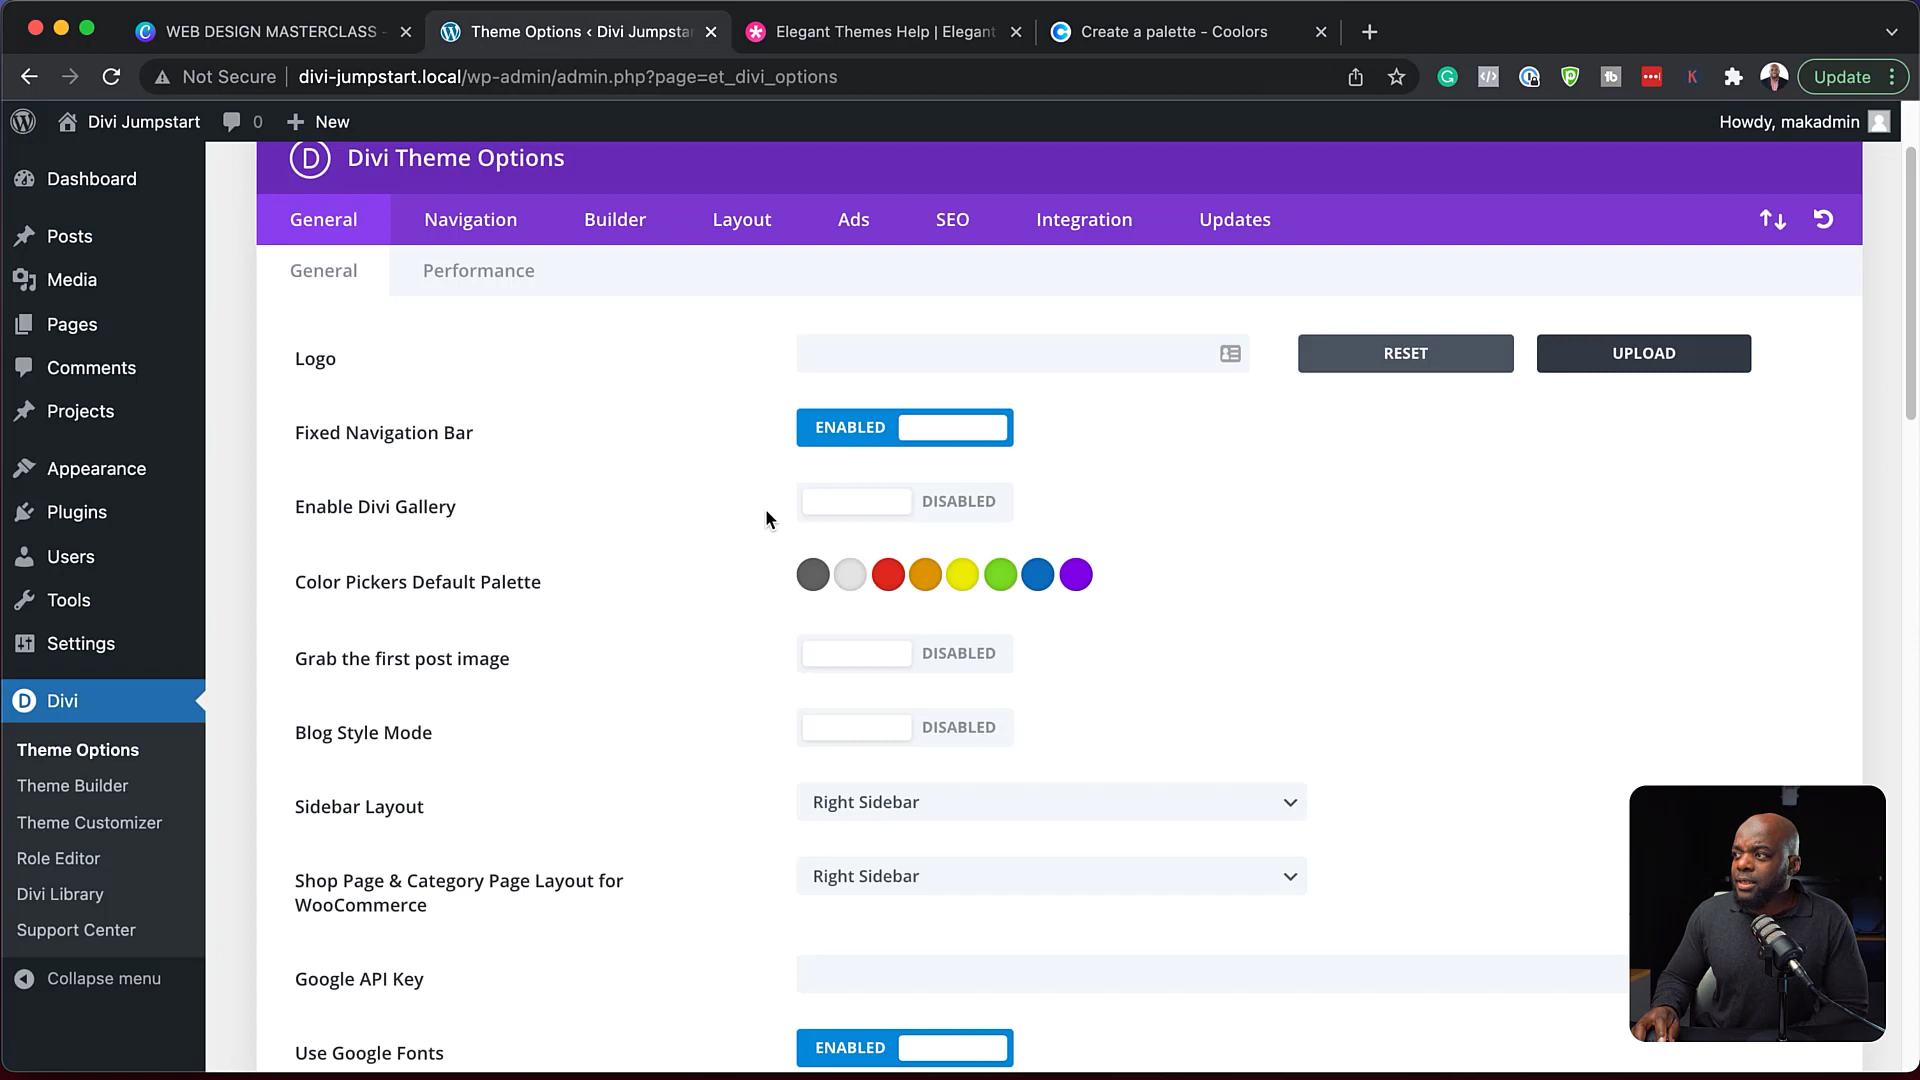 WEB DESIGN MASTERCLASS -
Theme Options ‹ Divi Jumpsta
Elegant Themes Help | Elegant
Create a palette - Coolors
Not Secure
divi-jumpstart.local/wp-admin/admin.php?page=et_divi_options
Update
Divi Jumpstart
0
New
Howdy, makadmin
Dashboard
Posts
Media
Pages
Comments
Projects
Appearance
Plugins
Users
Tools
Settings
Divi
Theme Options
Theme Builder
Theme Customizer
Role Editor
Divi Library
Support Center
Collapse menu
Divi Theme Options
General
Navigation
Builder
Layout
Ads
SEO
Integration
Updates
General
Performance
Logo
RESET
UPLOAD
Fixed Navigation Bar
ENABLED
Enable Divi Gallery
DISABLED
Color Pickers Default Palette
Grab the first post image
DISABLED
Blog Style Mode
DISABLED
Sidebar Layout
Right Sidebar
Shop Page & Category Page Layout for
WooCommerce
Right Sidebar
Google API Key
Use Google Fonts
ENABLED